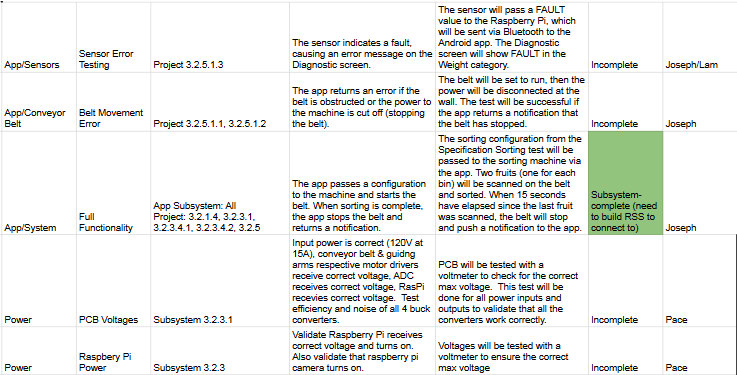 App/Sensors
Sensor Error
Testing
Project 3.2.5.1.3
The sensor indicates a fault,
causing an error message on the
Diagnostic screen.
The sensor will pass a FAULT
value to the Raspberry Pi, which
will be sent via Bluetooth to the
Android app. The Diagnostic
screen will show FAULT in the
Weight category.
Incomplete
Joseph/Lam
App/Conveyor
Belt
Belt Movement
Error
Project 3.2.5.1.1, 3.2.5.1.2
The app returns an error if the
belt is obstructed or the power to
the machine is cut off (stopping
the belt).
The belt will be set to run, then the
power will be disconnected at the
wall. The test will be successful if
the app returns a notification that
the belt has stopped.
Incomplete
Joseph
App/System
Full
Functionality
App Subsystem: All
Project: 3.2.1.4, 3.2.3.1,
3.2.3.4.1, 3.2.3.4.2, 3.2.5
The app passes a configuration
to the machine and starts the
belt. When sorting is complete,
the app stops the belt and
returns a notification.
The sorting configuration from the
Specification Sorting test will be
passed to the sorting machine via
the app. Two fruits (one for each
bin) will be scanned on the belt
and sorted. When 15 seconds
have elapsed since the last fruit
was scanned, the belt will stop
and push a notification to the app.
Subsystem-
complete (need
to build RSS to
connect to)
Joseph
Power
PCB Voltages
Subsystem 3.2.3.1
Input power is correct (120V at
15A), conveyor belt & guidng
arms respective motor drivers
receive correct voltage, ADC
receives correct voltage, RasPi
recevies correct voltage.  Test
efficiency and noise of all 4 buck
converters.
PCB will be tested with a
voltmeter to check for the correct
max voltage.  This test will be
done for all power inputs and
outputs to validate that all the
converters work correctly.
Incomplete
Pace
Power
Raspbery Pi
Power
Subsystem 3.2.3
Validate Raspberry Pi receives
correct voltage and turns on.
Also validate that raspberry pi
camera turns on.
Voltages will be tested with a
voltmeter to ensure the correct
max voltage
Incomplete
Pace